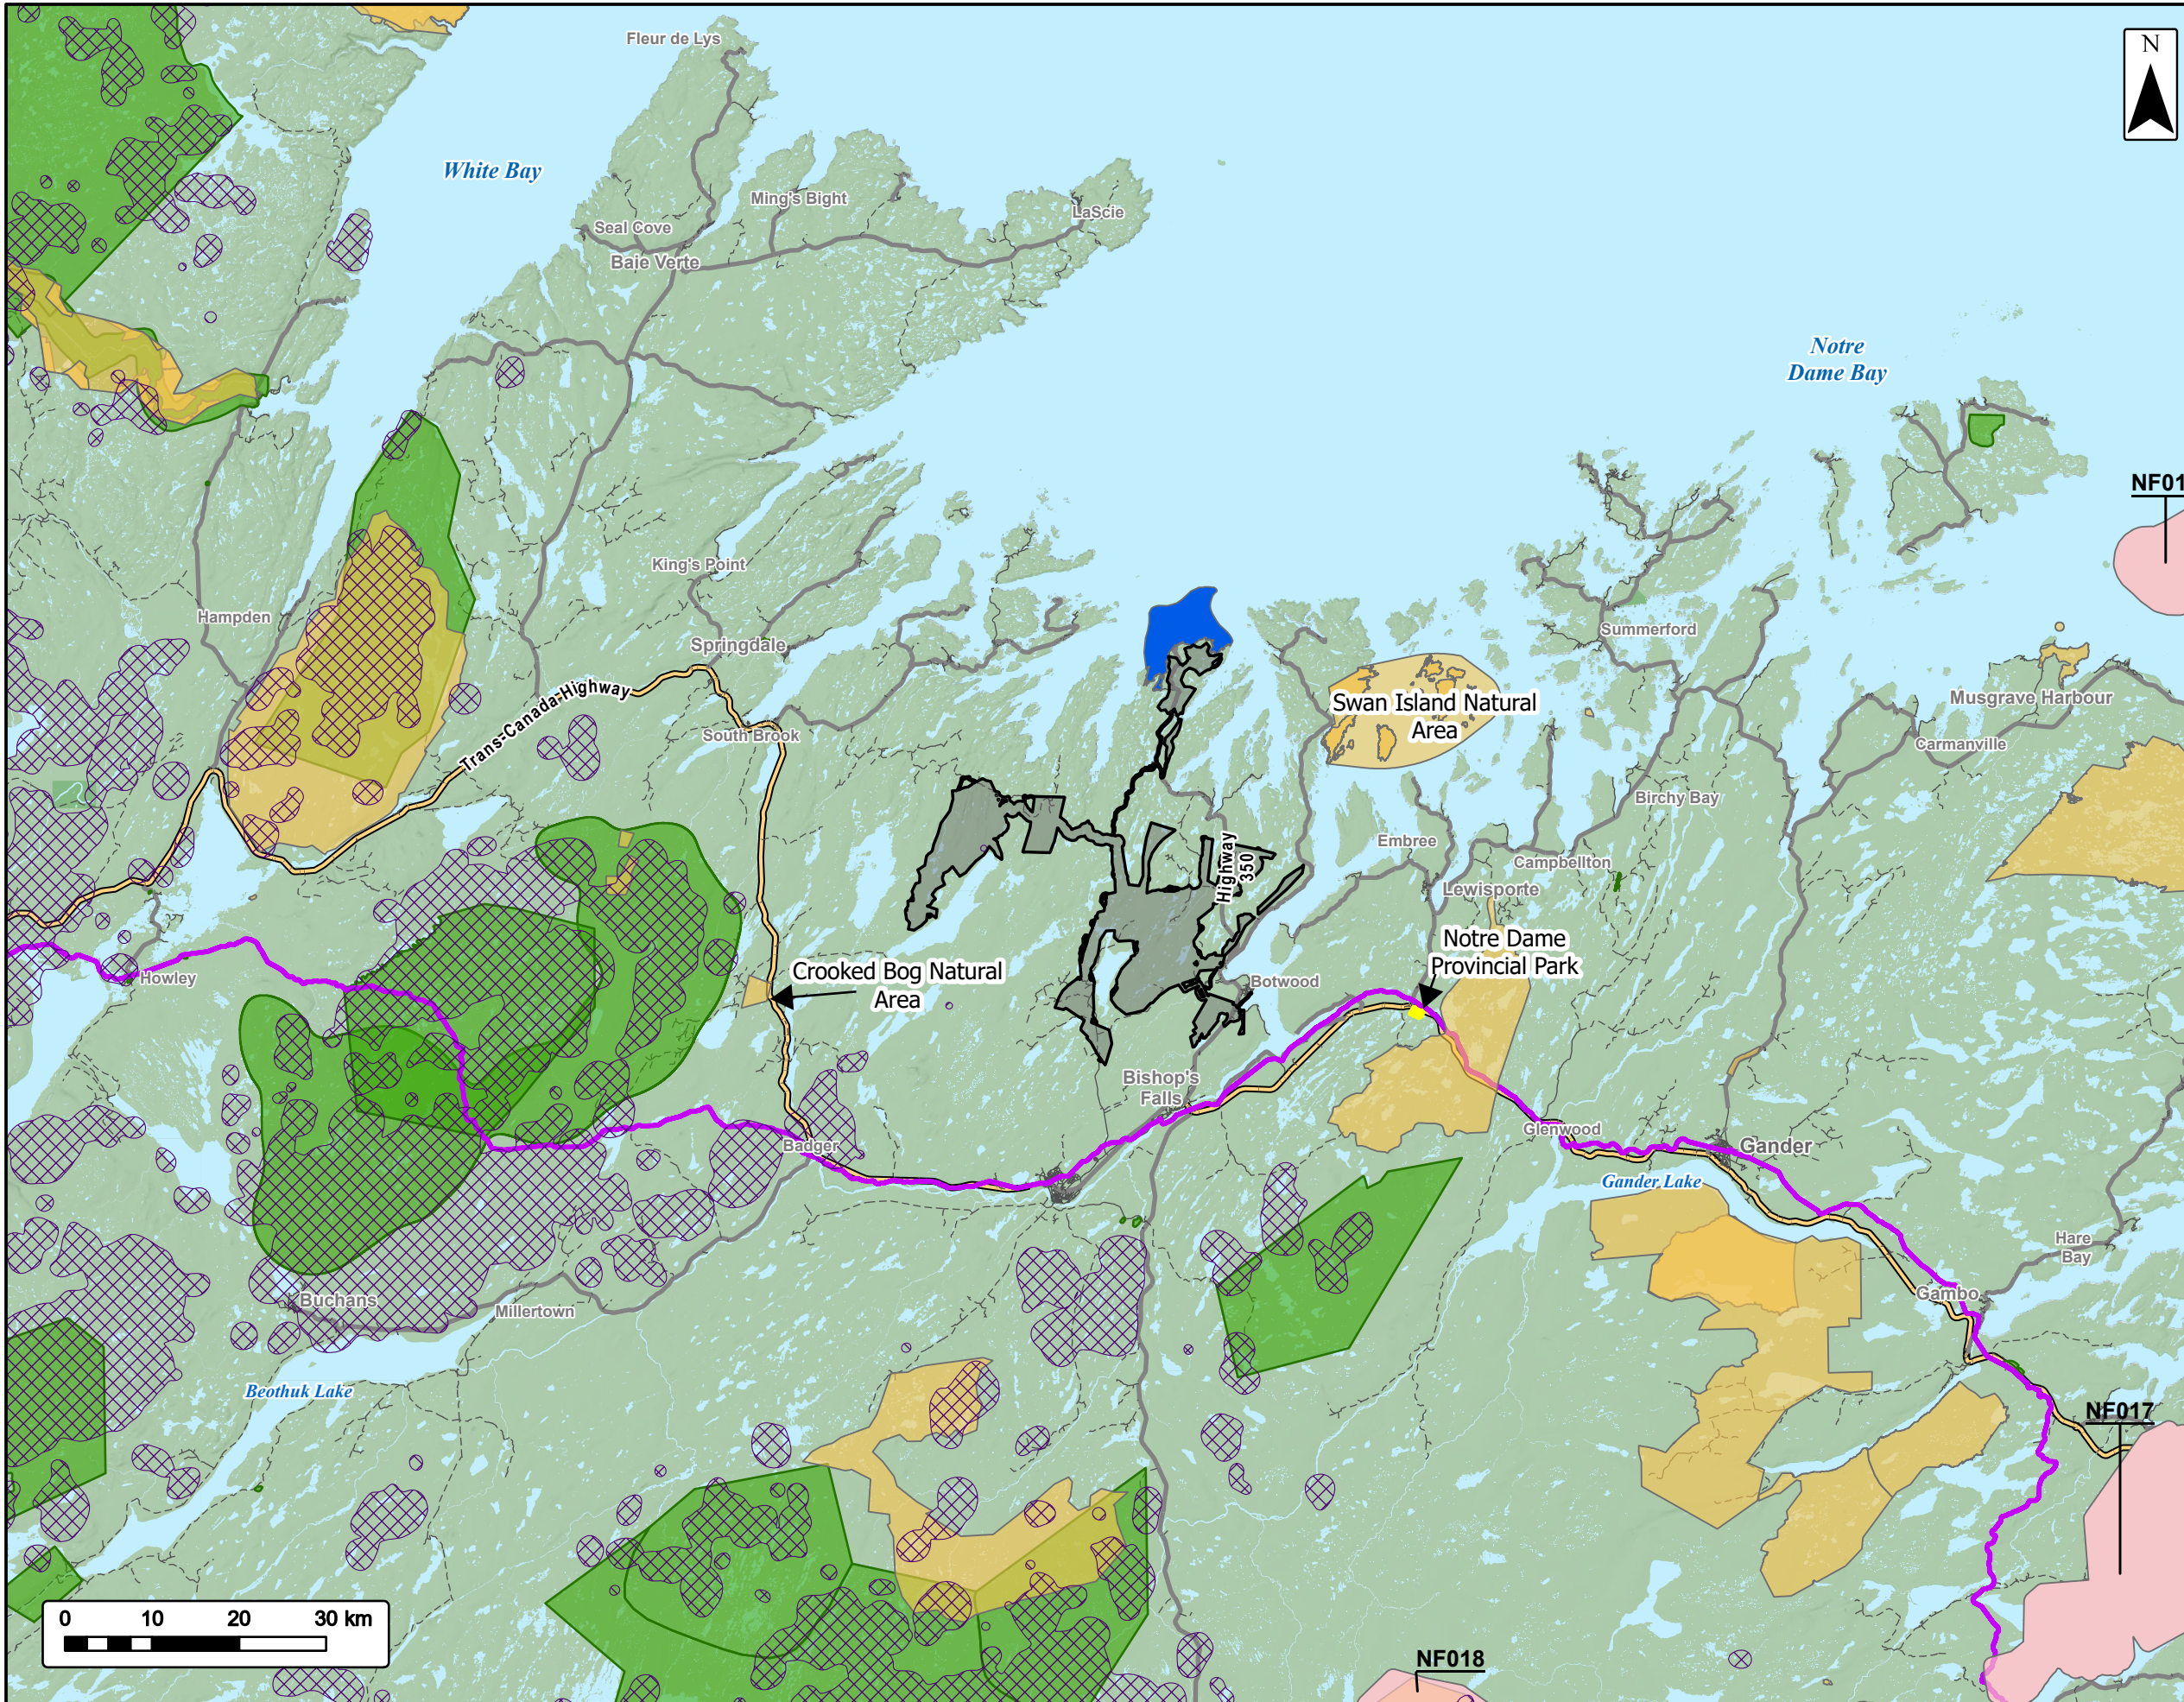 Fleur de Lys
N
White Bay
Ming's Bight
LaScie
Seal Cove
Baie Verte
Notre
Dame Bay
King's Point
Hampden
Springdale
Summerford
Trans-Canada-Highway
South Brook
Swan Island Natural
Area
Musgrave Harbour
Carmanville
Birchy Bay
Embree
Campbellton
Highway
350
Lewisporte
Notre Dame
Provincial Park
Howley
Crooked Bog Natural
Area
Botwood
Bishop's
Falls
Badger
Glenwood
Gander
Gander Lake
Hare
Bay
Gambo
Buchans
Millertown
Beothuk Lake
NF017
0 10 20 30 km
NF018